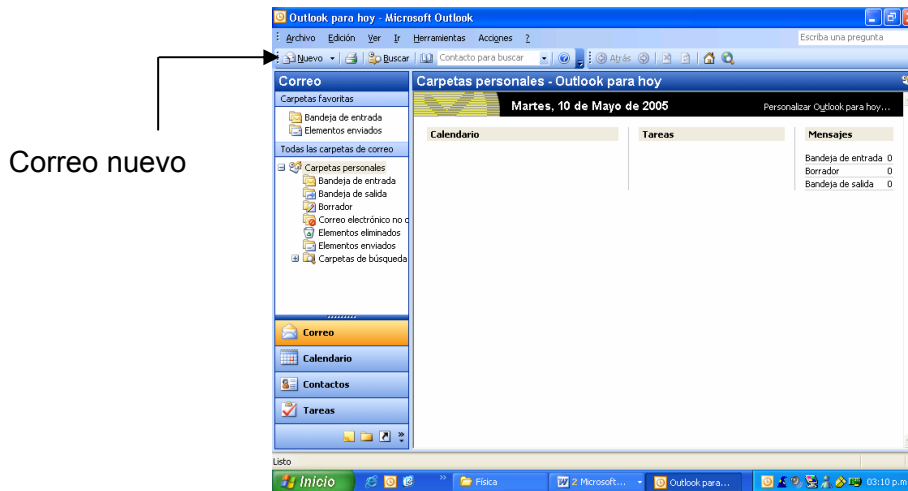 Outlook para hoy - Microsoft Outlook
Archivo Edición Ver Ir Herramientas Acciones ? Escriba una pregunta
Nuevo Buscar Contacto para buscar Atrás
Correo
Carpetas favoritas
Bandeja de entrada
Elementos enviados
Todas las carpetas de correo
Carpetas personales
Bandeja de entrada
Bandeja de salida
Borrador
Correo electrónico no c
Elementos eliminados
Elementos enviados
Carpetas de búsqueda
Correo
Calendario
Contactos
Tareas
Carpetas personales - Outlook para hoy
Martes, 10 de Mayo de 2005 Personalizar Outlook para hoy...
Calendario Tareas Mensajes
Bandeja de entrada 0
Borrador 0
Bandeja de salida 0
Correo nuevo
Listo
Inicio Física 2 Microsoft... Outlook para... 03:10 p.m.